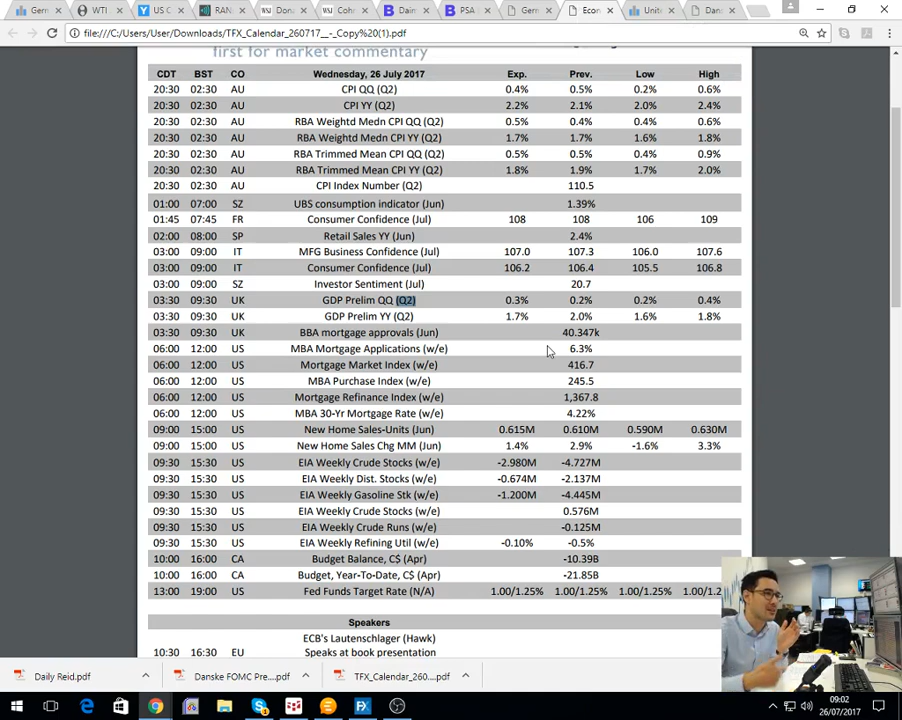 Germ
WTI.
US C
RAN
Dona
Coha
Daim
PSA
Germ
Econ
Unite
Dana
file:///C:/Users/User/Downloads/TFX_Calendar_260717__-_Copy%20(1).pdf
first for market commentary
CDT BST CO Wednesday, 26 July 2017 Exp. Prev. Low High
20:30 02:30 AU CPI QQ (Q2) 0.4% 0.5% 0.2% 0.6%
20:30 02:30 AU CPI YY (Q2) 2.2% 2.1% 2.0% 2.4%
20:30 02:30 AU RBA Weightd Medn CPI QQ (Q2) 0.5% 0.4% 0.4% 0.6%
20:30 02:30 AU RBA Weightd Medn CPI YY (Q2) 1.7% 1.7% 1.6% 1.8%
20:30 02:30 AU RBA Trimmed Mean CPI QQ (Q2) 0.5% 0.5% 0.4% 0.9%
20:30 02:30 AU RBA Trimmed Mean CPI YY (Q2) 1.8% 1.9% 1.7% 2.0%
20:30 02:30 AU CPI Index Number (Q2) 110.5
01:00 07:00 SZ UBS consumption indicator (Jun) 1.39%
01:45 07:45 FR Consumer Confidence (Jul) 108 108 106 109
02:00 08:00 SP Retail Sales YY (Jun) 2.4%
03:00 09:00 IT MFG Business Confidence (Jul) 107.0 107.3 106.0 107.6
03:00 09:00 IT Consumer Confidence (Jul) 106.2 106.4 105.5 106.8
03:00 09:00 SZ Investor Sentiment (Jul) 20.7
03:30 09:30 UK GDP Prelim QQ (Q2) 0.3% 0.2% 0.2% 0.4%
03:30 09:30 UK GDP Prelim YY (Q2) 1.7% 2.0% 1.6% 1.8%
03:30 09:30 UK BBA mortgage approvals (Jun) 40.347k
06:00 12:00 US MBA Mortgage Applications (w/e) 6.3%
06:00 12:00 US Mortgage Market Index (w/e) 416.7
06:00 12:00 US MBA Purchase Index (w/e) 245.5
06:00 12:00 US Mortgage Refinance Index (w/e) 1,367.8
06:00 12:00 US MBA 30-Yr Mortgage Rate (w/e) 4.22%
09:00 15:00 US New Home Sales-Units (Jun) 0.615M 0.610M 0.590M 0.630M
09:00 15:00 US New Home Sales Chg MM (Jun) 1.4% 2.9% -1.6% 3.3%
09:30 15:30 US EIA Weekly Crude Stocks (w/e) -2.980M -4.727M
09:30 15:30 US EIA Weekly Dist. Stocks (w/e) -0.674M -2.137M
09:30 15:30 US EIA Weekly Gasoline Stk (w/e) -1.200M -4.445M
09:30 15:30 US EIA Weekly Crude Stocks (w/e) 0.576M
09:30 15:30 US EIA Weekly Crude Runs (w/e) -0.125M
09:30 15:30 US EIA Weekly Refining Util (w/e) -0.10% -0.5%
10:00 16:00 CA Budget Balance, C$ (Apr) -10.39B
10:00 16:00 CA Budget, Year-To-Date, C$ (Apr) -21.85B
13:00 19:00 US Fed Funds Target Rate (N/A) 1.00/1.25% 1.00/1.25% 1.00/1.25% 1.00/1.2
Speakers
ECB's Lautenschlager (Hawk)
10:30 16:30 EU Speaks at book presentation
Daily Reid.pdf
Danske FOMC Pre....pdf
TFX_Calendar_260....pdf
09:02
26/07/2017